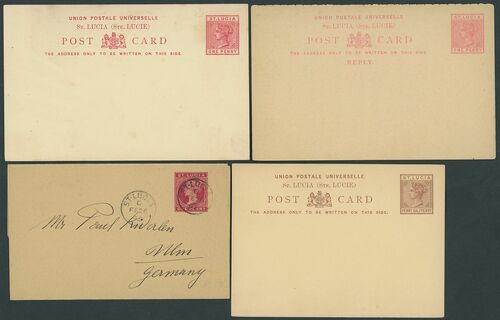 UNION POSTALE UNIVERSELLE
ST. LUCIA (STE. LUCIE)
POST CARD
THE ADDRESS ONLY TO BE WRITTEN ON THIS SIDE.
ST. LUCIA
ONE PENNY
UNION POSTALE UNIVERSELLE
ST. LUCIA (STE. LUCIE)
POST CARD
THE ADDRESS ONLY TO BE WRITTEN ON THIS SIDE.
REPLY.
ST. LUCIA
ONE PENNY
ST. LUCIA
ST. LUCIA
C
Mr Paul
Ulm
Germany
UNION POSTALE UNIVERSELLE
ST. LUCIA (STE. LUCIE)
POST CARD
THE ADDRESS ONLY TO BE WRITTEN ON THIS SIDE.
ST. LUCIA
PENNY HALFPENNY